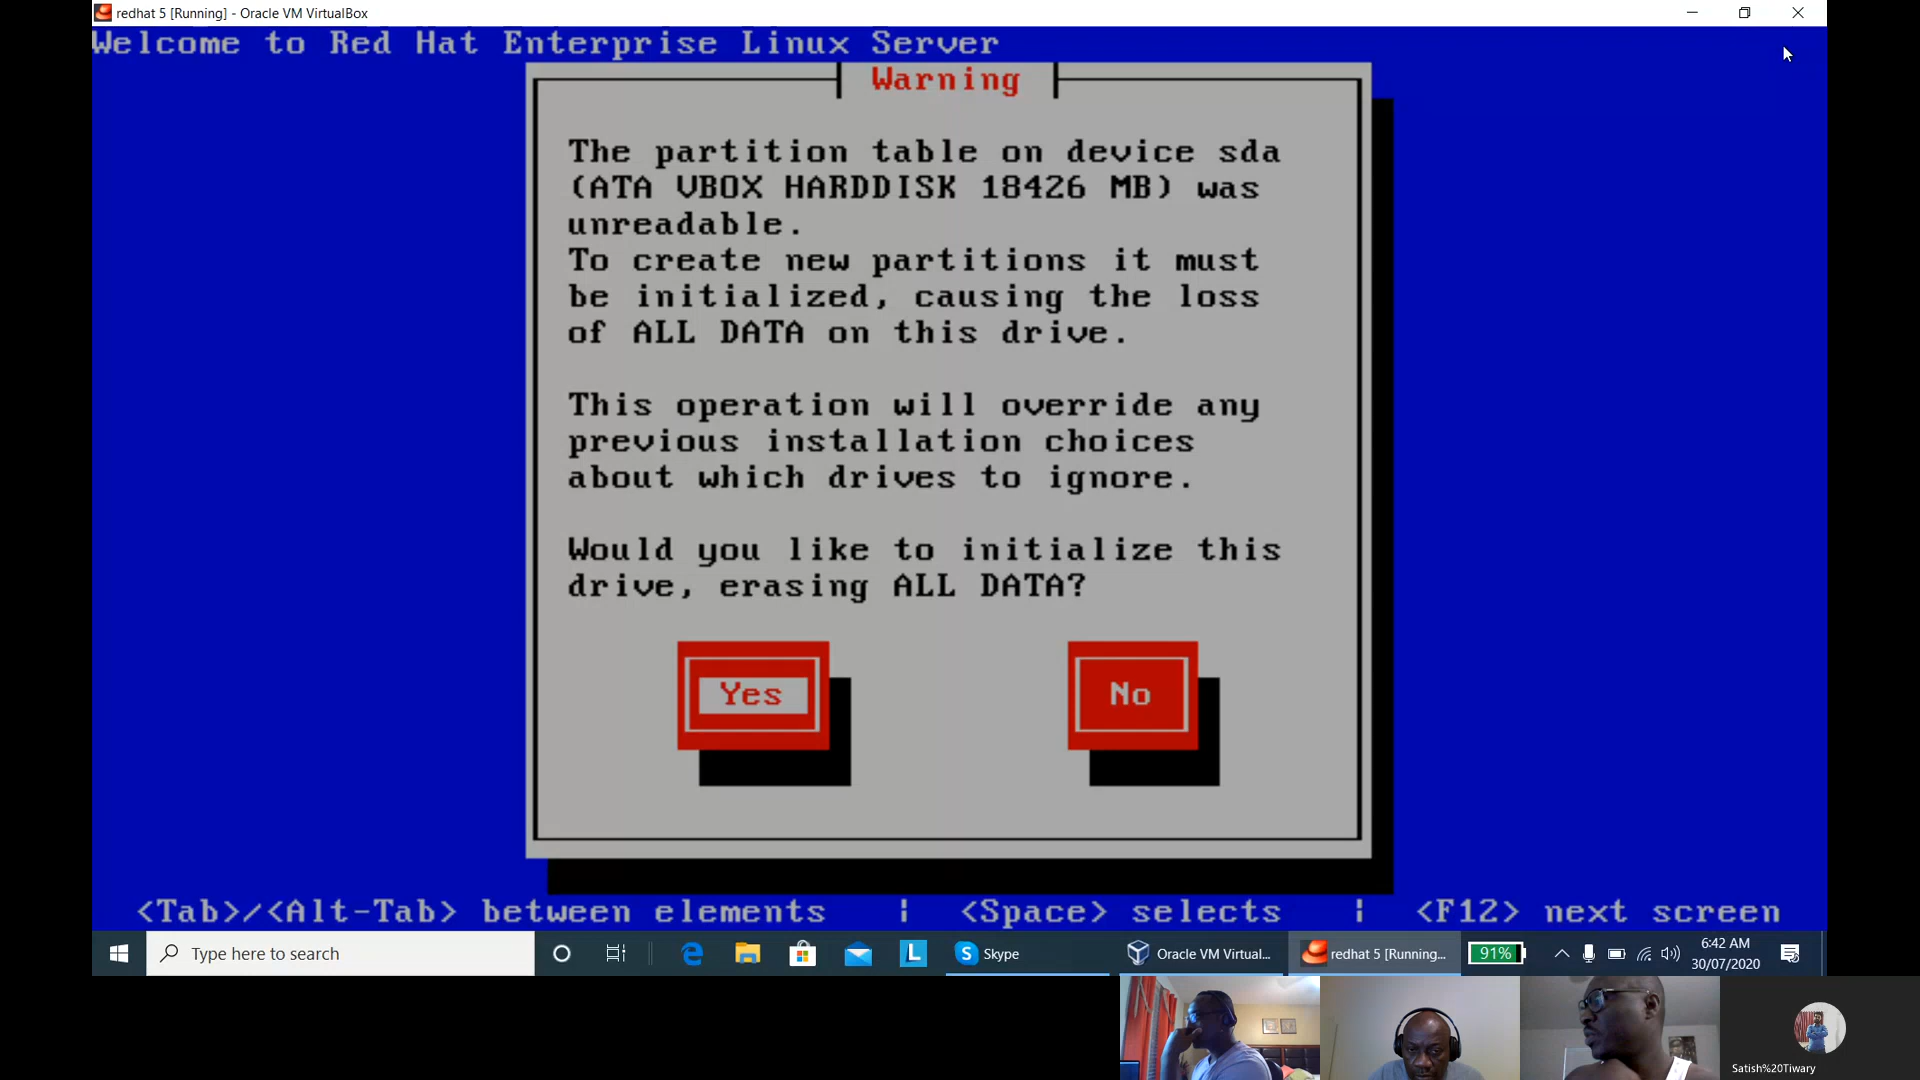 redhat 5 [Running] - Oracle VM VirtualBox
Welcome to Red Hat Enterprise Linux Server
Warning
The partition table on device sda
(ATA VBOX HARDDISK 18426 MB) was
unreadable.
To create new partitions it must
be initialized, causing the loss
of ALL DATA on this drive.
This operation will override any
previous installation choices
about which drives to ignore.
Would you like to initialize this
drive, erasing ALL DATA?
Yes
No
<Tab>/<Alt-Tab> between elements | <Space> selects | <F12> next screen
Type here to search
L
S
Skype
Oracle VM Virtual...
redhat 5 [Running...
91%
6:42 AM
30/07/2020
Satish%20Tiwary